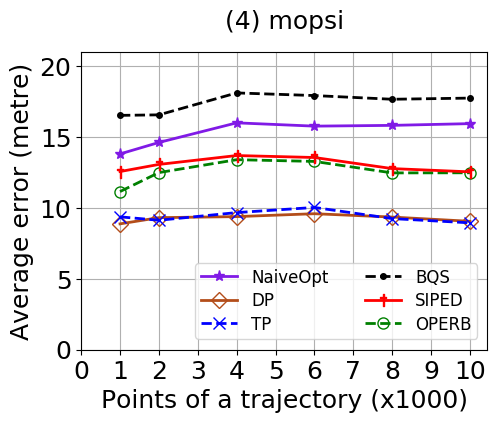 (4) mopsi
Average error (metre)
20
15
10
5
0
NaiveOpt
DP
TP
BQS
SIPED
OPERB
0 1 2 3 4 5 6 7 8 9 10
Points of a trajectory (x1000)